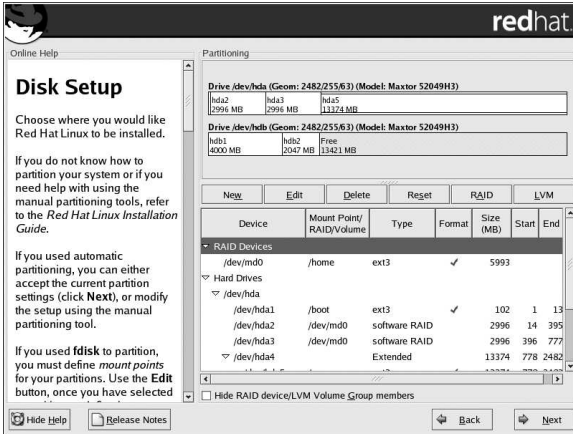 redhat.
Online Help
Disk Setup
Choose where you would like
Red Hat Linux to be installed.
If you do not know how to
partition your system or if you
need help with using the
manual partitioning tools, refer
to the Red Hat Linux Installation
Guide.
If you used automatic
partitioning, you can either
accept the current partition
settings (click Next), or modify
the setup using the manual
partitioning tool.
If you used fdisk to partition,
you must define mount points
for your partitions. Use the Edit
button, once you have selected
Partitioning
Drive /dev/hda (Geom: 2482/255/63) (Model: Maxtor 52049H3)
hda2 hda3 hda5
2996 MB 2996 MB 13374 MB
Drive /dev/hdb (Geom: 2482/255/63) (Model: Maxtor 52049H3)
hdb1 hdb2 Free
4000 MB 2047 MB 13421 MB
New Edit Delete Reset RAID LVM
Device Mount Point/ RAID/Volume Type Format Size (MB) Start End
RAID Devices
/dev/md0 /home ext3 ✓ 5993
Hard Drives
/dev/hda
/dev/hda1 /boot ext3 ✓ 102 1 13
/dev/hda2 /dev/md0 software RAID 2996 14 395
/dev/hda3 /dev/md0 software RAID 2996 396 777
/dev/hda4 Extended 13374 778 2482
Hide RAID device/LVM Volume Group members
Hide Help Release Notes Back Next